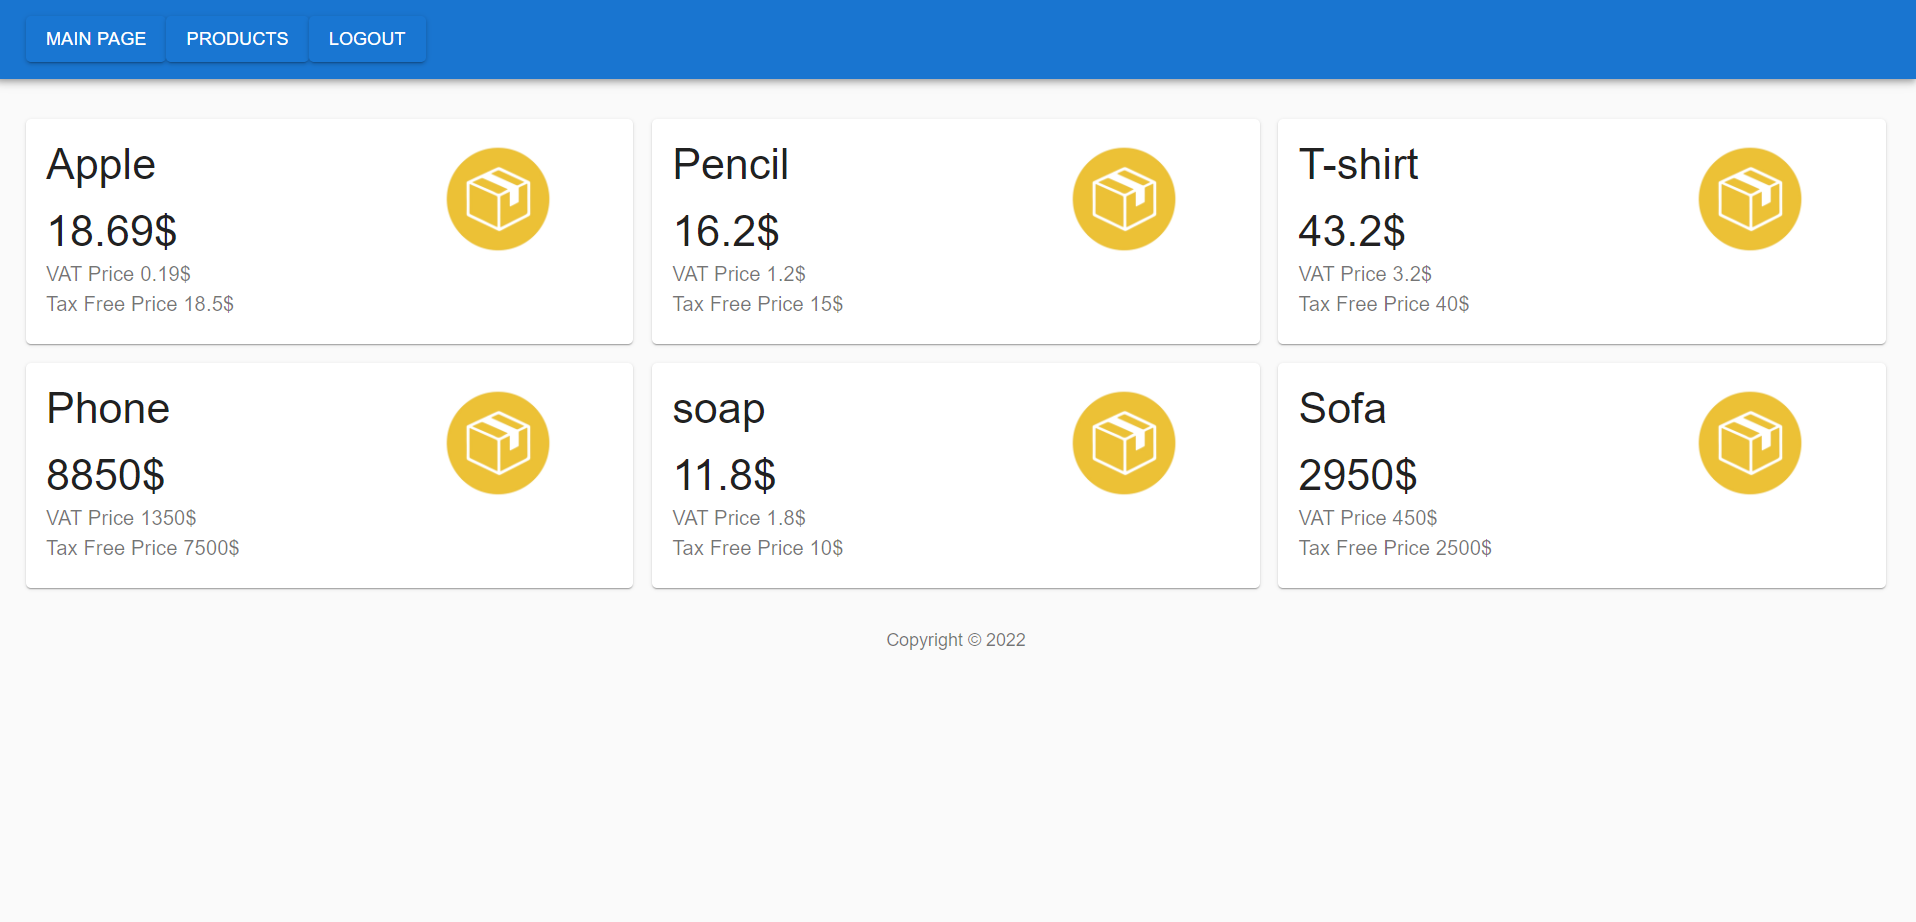 MAIN PAGE PRODUCTS LOGOUT
Apple
18.69$
VAT Price 0.19$
Tax Free Price 18.5$
Pencil
16.2$
VAT Price 1.2$
Tax Free Price 15$
T-shirt
43.2$
VAT Price 3.2$
Tax Free Price 40$
Phone
8850$
VAT Price 1350$
Tax Free Price 7500$
soap
11.8$
VAT Price 1.8$
Tax Free Price 10$
Sofa
2950$
VAT Price 450$
Tax Free Price 2500$
Copyright © 2022